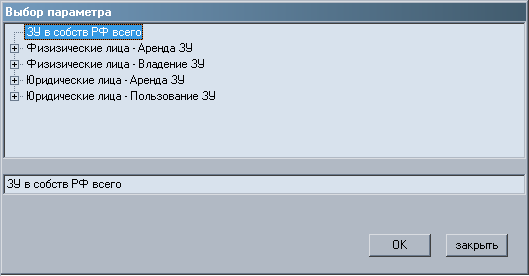 Выбор параметра
ЗУ в собств РФ всего
Физизические лица - Аренда ЗУ
Физизические лица - Владение ЗУ
Юридические лица - Аренда ЗУ
Юридические лица - Пользование ЗУ
ЗУ в собств РФ всего
OK закрыть